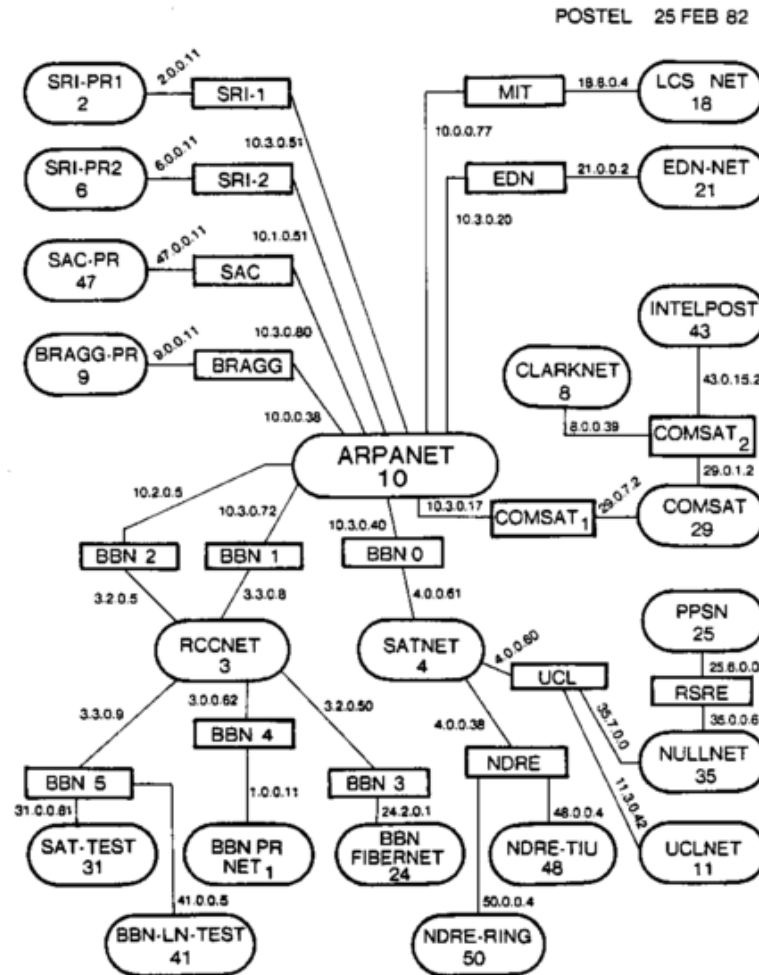 POSTEL 25 FEB 82
SRI-PR1
2
2.0.0.11
SRI-1
10.3.0.51
MIT
10.0.0.77
18.8.0.4
LCS NET
18
SRI-PR2
6
6.0.0.11
SRI-2
10.1.0.51
EDN
10.3.0.20
21.0.0.2
EDN-NET
21
SAC-PR
47
47.0.0.11
SAC
10.3.0.80
BRAGG-PR
9
9.0.0.11
BRAGG
10.0.0.38
INTELPOST
43
43.0.15.2
CLARKNET
8
8.0.0.39
COMSAT 2
29.0.1.2
ARPANET
10
10.3.0.17
COMSAT 1
29.0.7.2
COMSAT
29
10.2.0.5
BBN 2
3.2.0.5
10.3.0.72
BBN 1
3.3.0.8
10.3.0.40
BBN 0
4.0.0.61
RCCNET
3
SATNET
4
4.0.0.60
UCL
PPSN
25
25.6.0.0
RSRE
35.0.0.6
35.7.0.0
NULLNET
35
11.3.0.42
UCLNET
11
3.3.0.9
BBN 5
3.0.0.62
BBN 4
3.2.0.50
BBN 3
4.0.0.38
NDRE
31.0.0.61
SAT-TEST
31
1.0.0.11
BBN PR
NET 1
24.2.0.1
BBN
FIBERNET
24
48.0.0.4
NDRE-TIU
48
41.0.0.5
BBN-LN-TEST
41
50.0.0.4
NDRE-RING
50